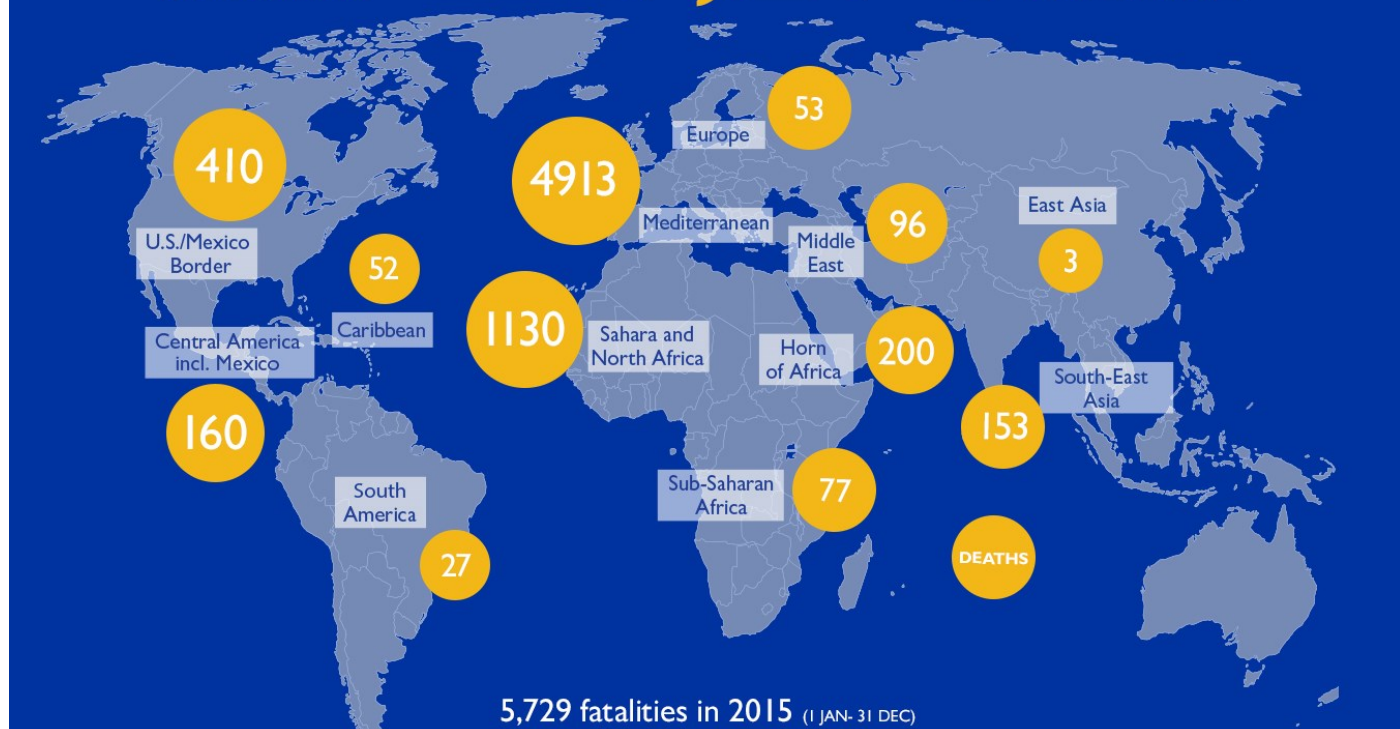 53
Europe
410
4913
Mediterranean
96
Middle
East
East Asia
3
U.S./Mexico
Border
52
Caribbean
Central America
incl. Mexico
160
1130
Sahara and
North Africa
Horn
of Africa
200
South-East
Asia
153
South
America
27
Sub-Saharan
Africa
77
DEATHS
5,729 fatalities in 2015 (1 JAN- 31 DEC)